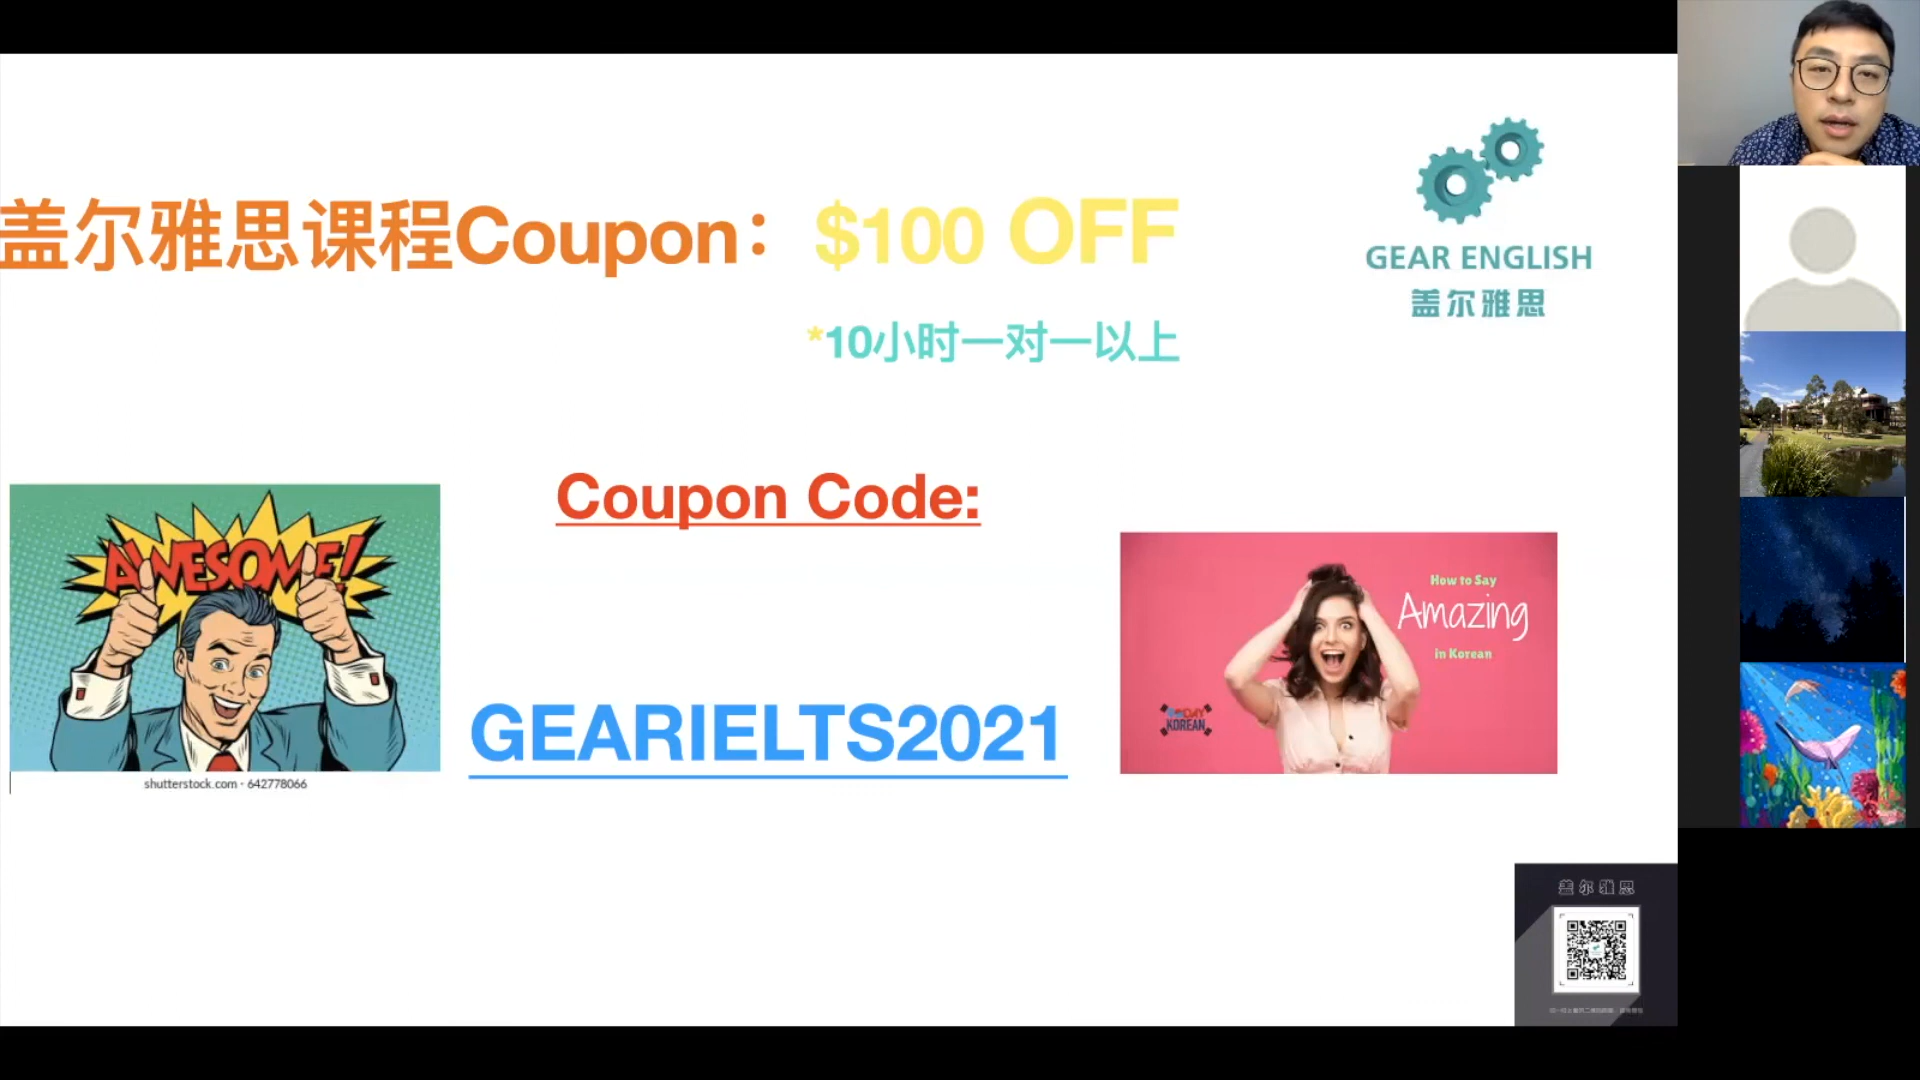 盖尔雅思课程Coupon：$100 OFF
*10小时一对一以上
GEAR ENGLISH
盖尔雅思
Coupon Code:
GEARIELTS2021
AWESOME!
shutterstock.com · 642778066
How to Say
Amazing
in Korean
90DAY
KOREAN
盖尔雅思